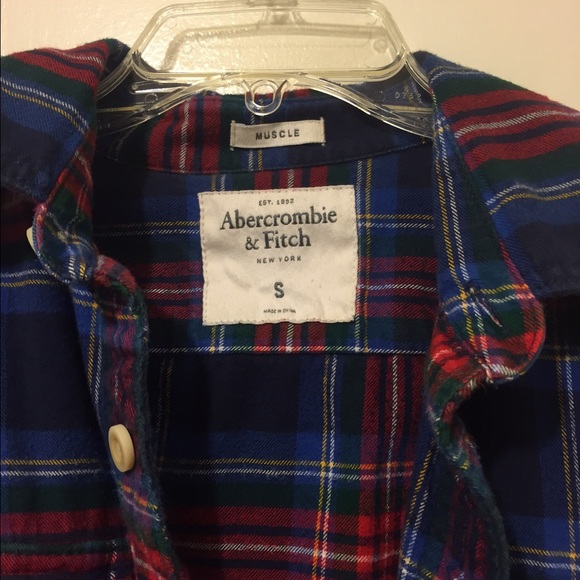 MUSCLE
EST. 1892
Abercrombie
& Fitch
NEW YORK
S
MADE IN CHINA